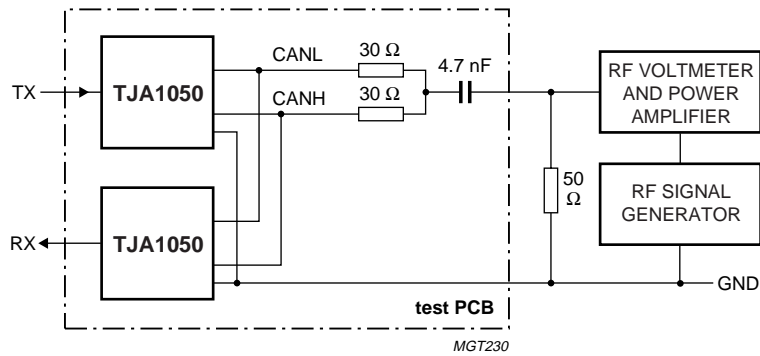 TX
TJA1050
CANL
CANH
30 Ω
30 Ω
4.7 nF
RF VOLTMETER
AND POWER
AMPLIFIER
50
Ω
RF SIGNAL
GENERATOR
RX
TJA1050
GND
test PCB
MGT230